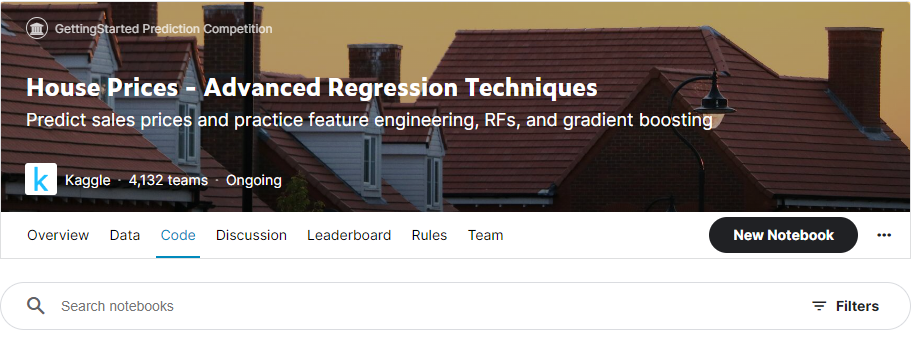 GettingStarted Prediction Competition
House Prices - Advanced Regression Techniques
Predict sales prices and practice feature engineering, RFs, and gradient boosting
k Kaggle · 4,132 teams · Ongoing
Overview Data Code Discussion Leaderboard Rules Team New Notebook •••
Search notebooks Filters